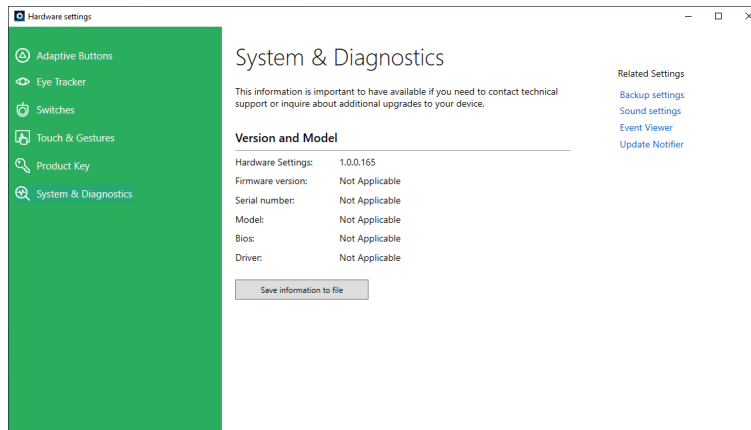 Hardware settings
Adaptive Buttons
Eye Tracker
Switches
Touch & Gestures
Product Key
System & Diagnostics
System & Diagnostics
This information is important to have available if you need to contact technical
support or inquire about additional upgrades to your device.
Version and Model
Hardware Settings: 1.0.0.165
Firmware version: Not Applicable
Serial number: Not Applicable
Model: Not Applicable
Bios: Not Applicable
Driver: Not Applicable
Save information to file
Related Settings
Backup settings
Sound settings
Event Viewer
Update Notifier